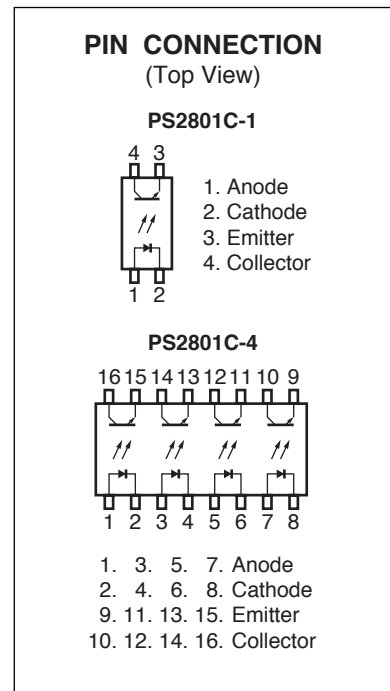 PIN CONNECTION
(Top View)
PS2801C-1
4 3
1. Anode
2. Cathode
3. Emitter
4. Collector
1 2
PS2801C-4
16 15 14 13 12 11 10 9
1 2 3 4 5 6 7 8
1. 3. 5. 7. Anode
2. 4. 6. 8. Cathode
9. 11. 13. 15. Emitter
10. 12. 14. 16. Collector